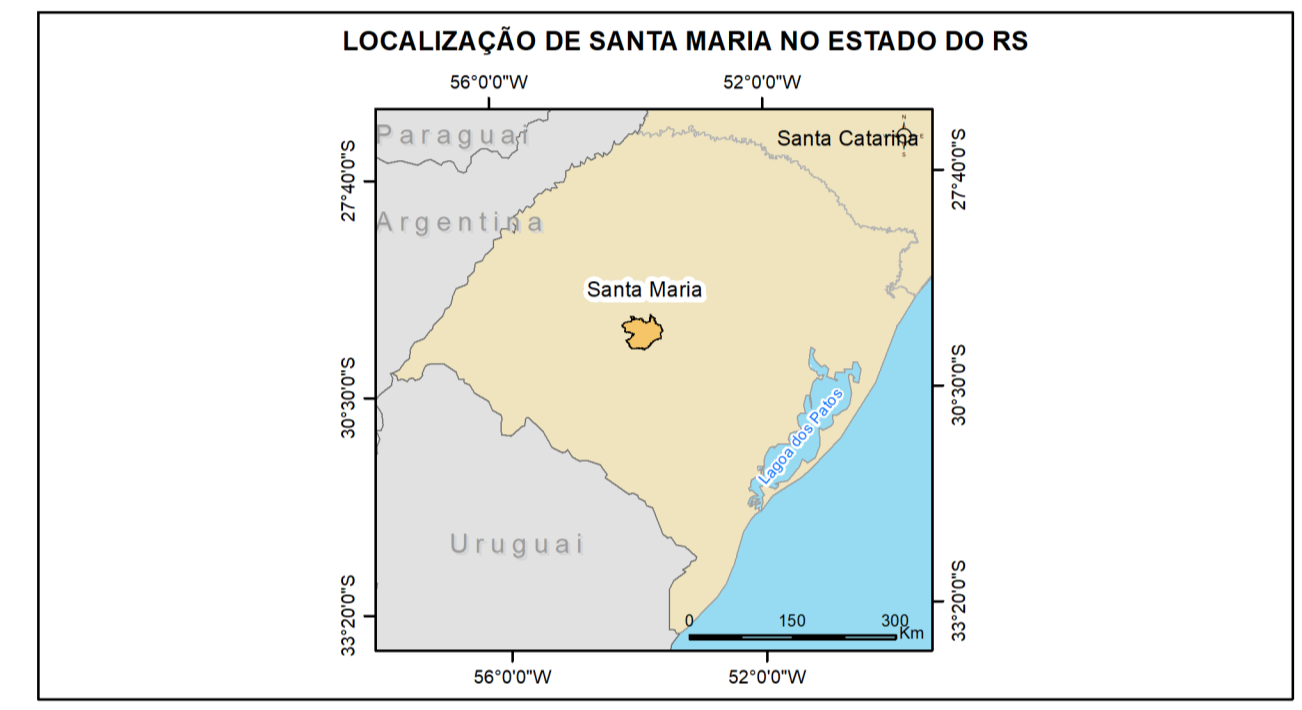 LOCALIZAÇÃO DE SANTA MARIA NO ESTADO DO RS
56°0'0"W 52°0'0"W
Paraguai
Santa Catarina
N
E
S
27°40'0"S 27°40'0"S
Argentina
Santa Maria
30°30'0"S 30°30'0"S
Lagoa dos Patos
Uruguai
33°20'0"S 33°20'0"S
0 150 300
Km
56°0'0"W 52°0'0"W